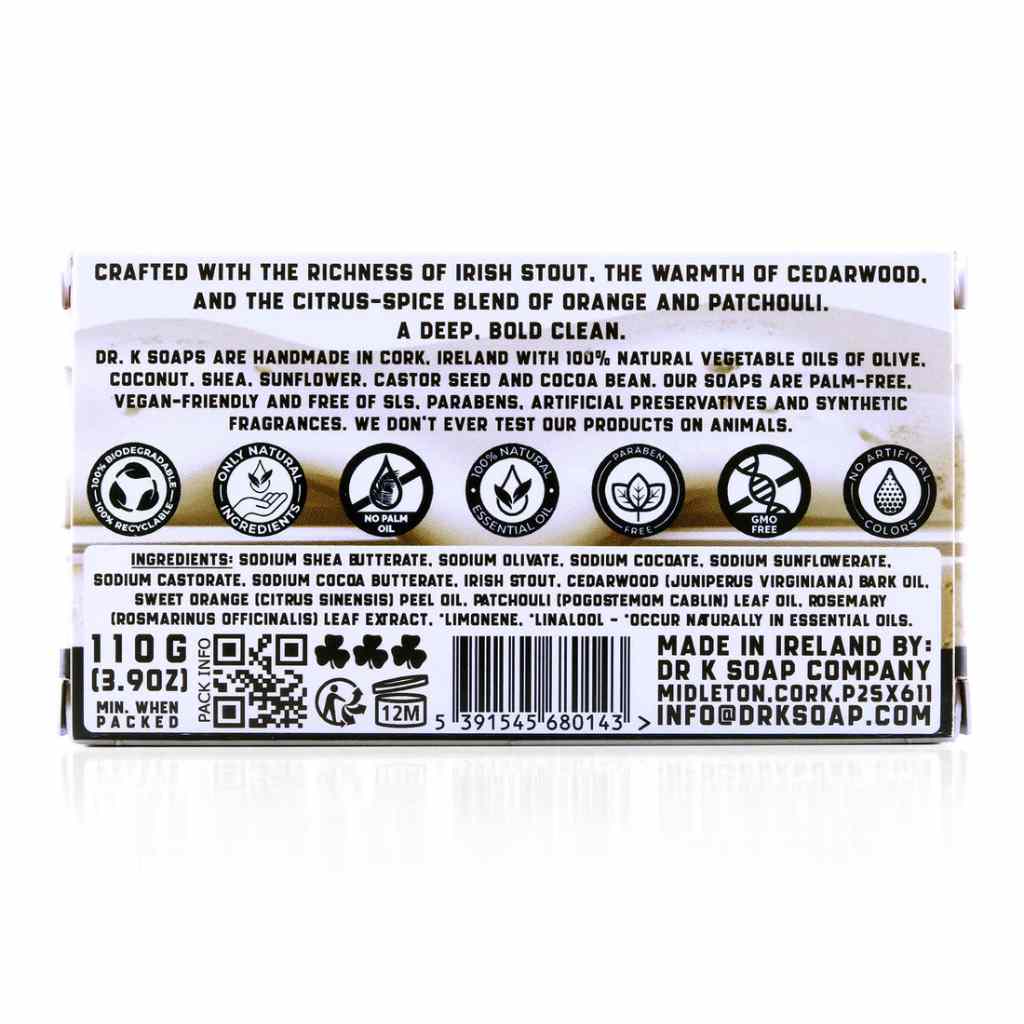 CRAFTED WITH THE RICHNESS OF IRISH STOUT, THE WARMTH OF CEDARWOOD,
AND THE CITRUS-SPICE BLEND OF ORANGE AND PATCHOULI.
A DEEP, BOLD CLEAN.
DR. K SOAPS ARE HANDMADE IN CORK, IRELAND WITH 100% NATURAL VEGETABLE OILS OF OLIVE,
COCONUT, SHEA, SUNFLOWER, CASTOR SEED AND COCOA BEAN. OUR SOAPS ARE PALM-FREE,
VEGAN-FRIENDLY AND FREE OF SLS, PARABENS, ARTIFICIAL PRESERVATIVES AND SYNTHETIC
FRAGRANCES. WE DON'T EVER TEST OUR PRODUCTS ON ANIMALS.
100% BIODEGRADABLE
100% RECYCLABLE
ONLY NATURAL
INGREDIENTS
NO PALM
OIL
100% NATURAL
ESSENTIAL OIL
PARABEN
FREE
GMO
FREE
NO ARTIFICIAL
COLORS
INGREDIENTS: SODIUM SHEA BUTTERATE, SODIUM OLIVATE, SODIUM COCOATE, SODIUM SUNFLOWERATE,
SODIUM CASTORATE, SODIUM COCOA BUTTERATE, IRISH STOUT, CEDARWOOD (JUNIPERUS VIRGINIANA) BARK OIL,
SWEET ORANGE (CITRUS SINENSIS) PEEL OIL, PATCHOULI (POGOSTEMOM CABLIN) LEAF OIL, ROSEMARY
(ROSMARINUS OFFICINALIS) LEAF EXTRACT, *LIMONENE, *LINALOOL - *OCCUR NATURALLY IN ESSENTIAL OILS.
110 G
(3.9OZ)
MIN. WHEN
PACKED
PACK INFO
12M
5 391545 680143 >
MADE IN IRELAND BY:
DR K SOAP COMPANY
MIDLETON,CORK,P25X611
INFO@DRKSOAP.COM